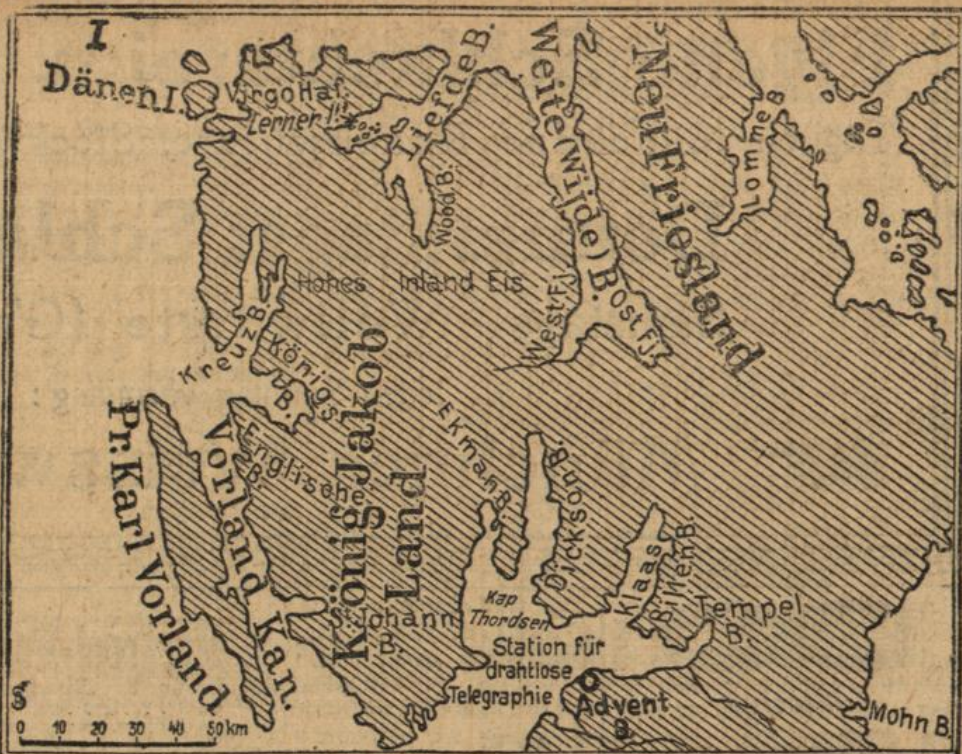 I
Dänen I.
Virgo Haf.
Lerner I.
Liefde B.
Wood B.
Weite (Wijde) B.
Neu Friesland
Lomme B.
Hohes Inland Eis
West Fj.
Ost Fj.
Kreuz B.
Königs
B.
Englische
B.
König Jakob
Land
Pr. Karl Vorland
Vorland Kan.
Ekman B.
Dickson B.
Klaas
Billen B.
Tempel
B.
St. Johann
B.
Kap
Thordsen
Station für
drahtlose
Telegraphie
Advent
B.
Mohn B.
0 10 20 30 40 50 km